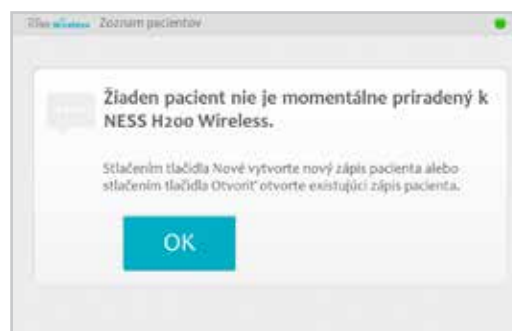 Wireless Zoznam pacientov
Žiaden pacient nie je momentálne priradený k
NESS H200 Wireless.
Stlačením tlačidla Nové vytvorte nový zápis pacienta alebo
stlačením tlačidla Otvoriť otvorte existujúci zápis pacienta.
OK